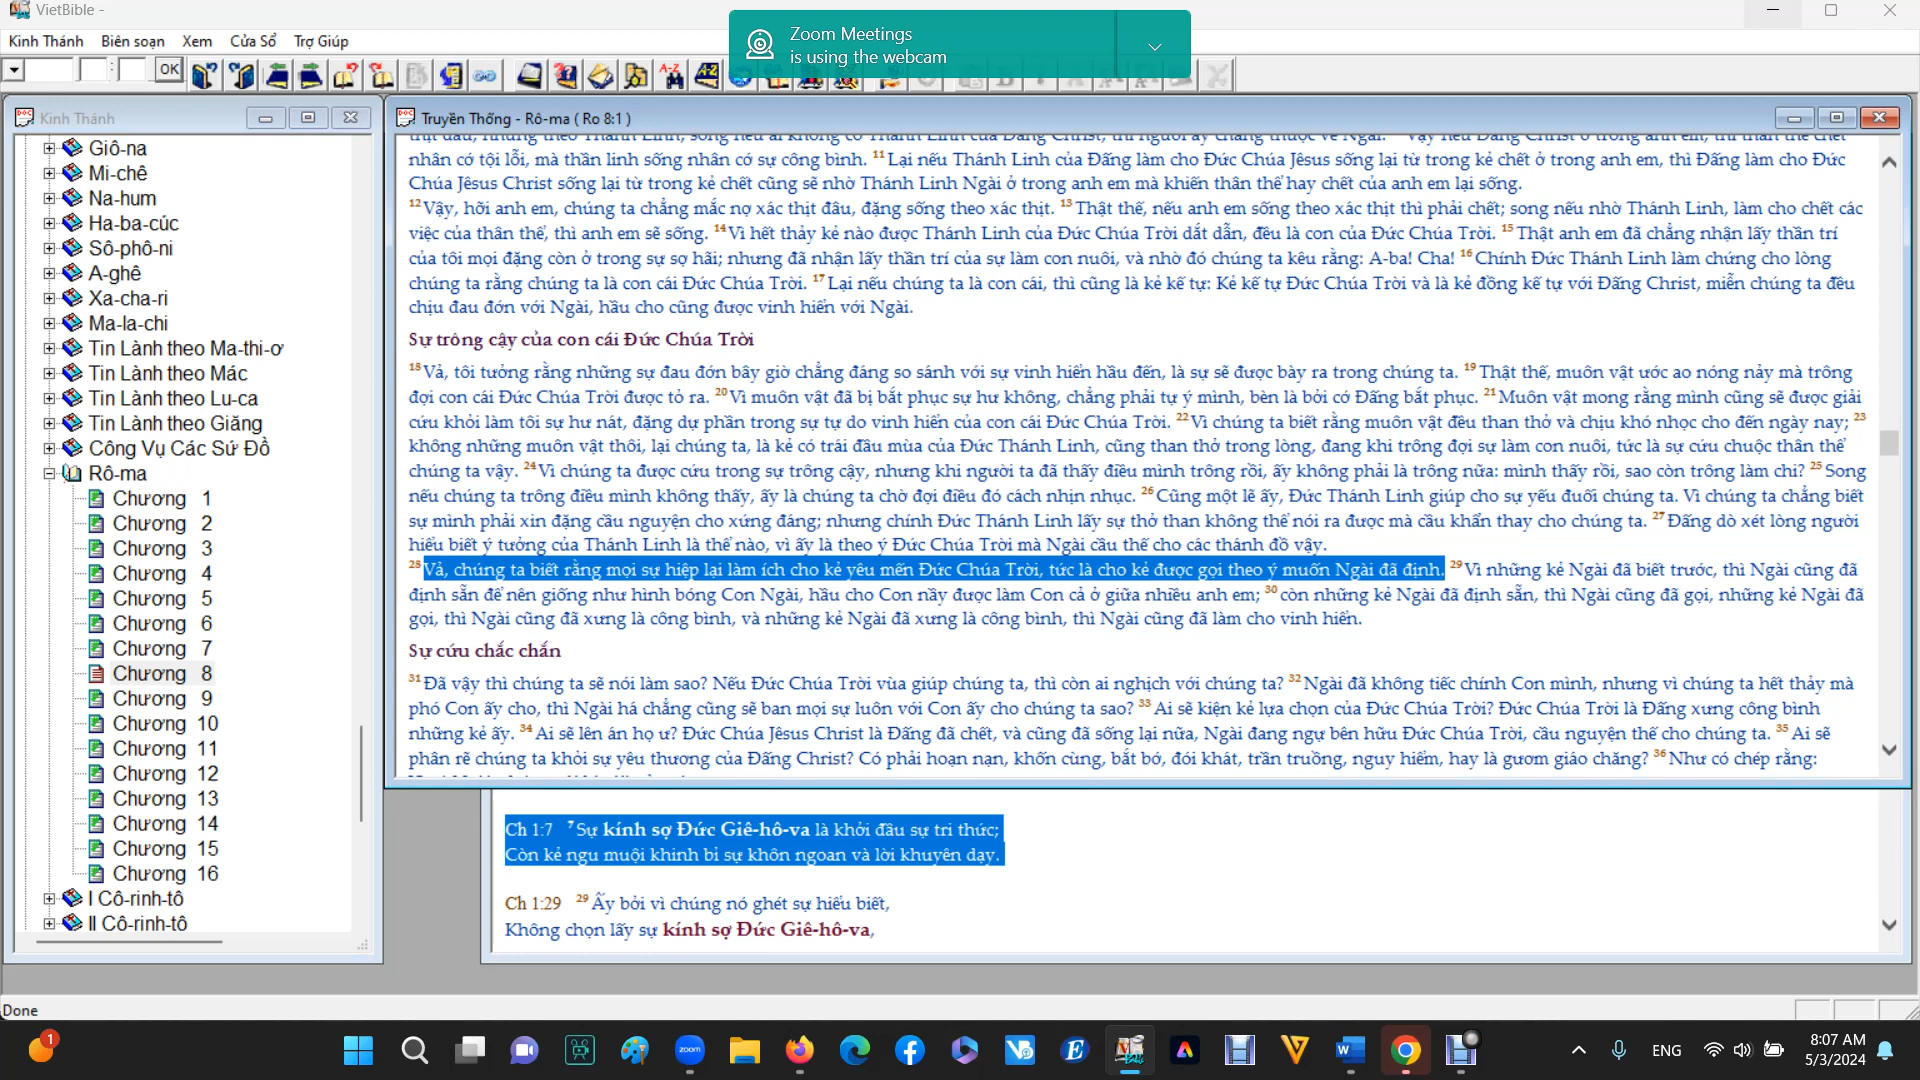 VietBible -
Zoom Meetings
is using the webcam
Kinh Thánh Biên soạn Xem Cửa Sổ Trợ Giúp
: OK
Kinh Thánh
Giô-na
Mi-chê
Na-hum
Ha-ba-cúc
Sô-phô-ni
A-ghê
Xa-cha-ri
Ma-la-chi
Tin Lành theo Ma-thi-ơ
Tin Lành theo Mác
Tin Lành theo Lu-ca
Tin Lành theo Giăng
Công Vụ Các Sứ Đồ
Rô-ma
Chương 1
Chương 2
Chương 3
Chương 4
Chương 5
Chương 6
Chương 7
Chương 8
Chương 9
Chương 10
Chương 11
Chương 12
Chương 13
Chương 14
Chương 15
Chương 16
I Cô-rinh-tô
II Cô-rinh-tô
Truyền Thống - Rô-ma ( Ro 8:1 )
nhân có tội lỗi, mà thần linh sống nhân có sự công bình. 11 Lại nếu Thánh Linh của Đấng làm cho Đức Chúa Jêsus sống lại từ trong kẻ chết ở trong anh em, thì Đấng làm cho Đức
Chúa Jêsus Christ sống lại từ trong kẻ chết cũng sẽ nhờ Thánh Linh Ngài ở trong anh em mà khiến thân thể hay chết của anh em lại sống.
12 Vậy, hỡi anh em, chúng ta chẳng mắc nợ xác thịt đâu, đặng sống theo xác thịt. 13 Thật thế, nếu anh em sống theo xác thịt thì phải chết; song nếu nhờ Thánh Linh, làm cho chết các
việc của thân thể, thì anh em sẽ sống. 14 Vì hết thảy kẻ nào được Thánh Linh của Đức Chúa Trời dắt dẫn, đều là con của Đức Chúa Trời. 15 Thật anh em đã chẳng nhận lấy thần trí
của tôi mọi đặng còn ở trong sự sợ hãi; nhưng đã nhận lấy thần trí của sự làm con nuôi, và nhờ đó chúng ta kêu rằng: A-ba! Cha! 16 Chính Đức Thánh Linh làm chứng cho lòng
chúng ta rằng chúng ta là con cái Đức Chúa Trời. 17 Lại nếu chúng ta là con cái, thì cũng là kẻ kế tự: Kẻ kế tự Đức Chúa Trời và là kẻ đồng kế tự với Đấng Christ, miễn chúng ta đều
chịu đau đớn với Ngài, hầu cho cũng được vinh hiển với Ngài.
Sự trông cậy của con cái Đức Chúa Trời
18 Vả, tôi tưởng rằng những sự đau đớn bây giờ chẳng đáng so sánh với sự vinh hiển hầu đến, là sự sẽ được bày ra trong chúng ta. 19 Thật thế, muôn vật ước ao nóng nảy mà trông
đợi con cái Đức Chúa Trời được tỏ ra. 20 Vì muôn vật đã bị bắt phục sự hư không, chẳng phải tự ý mình, bèn là bởi cớ Đấng bắt phục. 21 Muôn vật mong rằng mình cũng sẽ được giải
cứu khỏi làm tôi sự hư nát, đặng dự phần trong sự tự do vinh hiển của con cái Đức Chúa Trời. 22 Vì chúng ta biết rằng muôn vật đều than thở và chịu khó nhọc cho đến ngày nay; 23
không những muôn vật thôi, lại chúng ta, là kẻ có trái đầu mùa của Đức Thánh Linh, cũng than thở trong lòng, đang khi trông đợi sự làm con nuôi, tức là sự cứu chuộc thân thể
chúng ta vậy. 24 Vì chúng ta được cứu trong sự trông cậy, nhưng khi người ta đã thấy điều mình trông rồi, ấy không phải là trông nữa: mình thấy rồi, sao còn trông làm chi? 25 Song
nếu chúng ta trông điều mình không thấy, ấy là chúng ta chờ đợi điều đó cách nhịn nhục. 26 Cũng một lẽ ấy, Đức Thánh Linh giúp cho sự yếu đuối chúng ta. Vì chúng ta chẳng biết
sự mình phải xin đặng cầu nguyện cho xứng đáng; nhưng chính Đức Thánh Linh lấy sự thở than không thể nói ra được mà cầu khẩn thay cho chúng ta. 27 Đấng dò xét lòng người
hiểu biết ý tưởng của Thánh Linh là thể nào, vì ấy là theo ý Đức Chúa Trời mà Ngài cầu thế cho các thánh đồ vậy.
28 Vả, chúng ta biết rằng mọi sự hiệp lại làm ích cho kẻ yêu mến Đức Chúa Trời, tức là cho kẻ được gọi theo ý muốn Ngài đã định. 29 Vì những kẻ Ngài đã biết trước, thì Ngài cũng đã
định sẵn để nên giống như hình bóng Con Ngài, hầu cho Con nầy được làm Con cả ở giữa nhiều anh em; 30 còn những kẻ Ngài đã định sẵn, thì Ngài cũng đã gọi, những kẻ Ngài đã
gọi, thì Ngài cũng đã xưng là công bình, và những kẻ Ngài đã xưng là công bình, thì Ngài cũng đã làm cho vinh hiển.
Sự cứu chắc chắn
31 Đã vậy thì chúng ta sẽ nói làm sao? Nếu Đức Chúa Trời vùa giúp chúng ta, thì còn ai nghịch với chúng ta? 32 Ngài đã không tiếc chính Con mình, nhưng vì chúng ta hết thảy mà
phó Con ấy cho, thì Ngài há chẳng cũng sẽ ban mọi sự luôn với Con ấy cho chúng ta sao? 33 Ai sẽ kiện kẻ lựa chọn của Đức Chúa Trời? Đức Chúa Trời là Đấng xưng công bình
những kẻ ấy. 34 Ai sẽ lên án họ ư? Đức Chúa Jêsus Christ là Đấng đã chết, và cũng đã sống lại nữa, Ngài đang ngự bên hữu Đức Chúa Trời, cầu nguyện thế cho chúng ta. 35 Ai sẽ
phân rẽ chúng ta khỏi sự yêu thương của Đấng Christ? Có phải hoạn nạn, khốn cùng, bắt bớ, đói khát, trần truồng, nguy hiểm, hay là gươm giáo chăng? 36 Như có chép rằng:
Ch 1:7 7 Sự kính sợ Đức Giê-hô-va là khởi đầu sự tri thức;
Còn kẻ ngu muội khinh bỉ sự khôn ngoan và lời khuyên dạy.
Ch 1:29 29 Ấy bởi vì chúng nó ghét sự hiểu biết,
Không chọn lấy sự kính sợ Đức Giê-hô-va,
Done
1
zoom
ENG
8:07 AM
5/3/2024